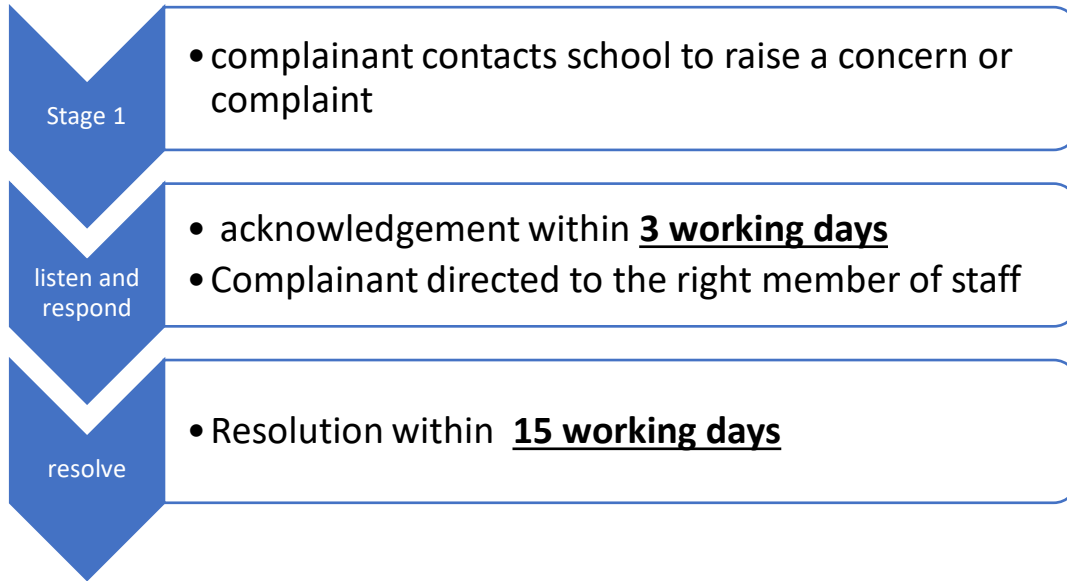 Stage 1
• complainant contacts school to raise a concern or
complaint
listen and
respond
• acknowledgement within 3 working days
• Complainant directed to the right member of staff
resolve
• Resolution within 15 working days